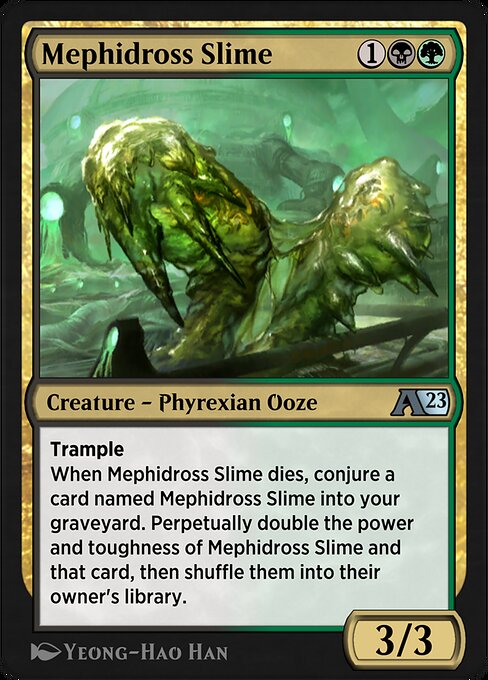 Mephidross Slime 1
Creature – Phyrexian Ooze A23
Trample
When Mephidross Slime dies, conjure a
card named Mephidross Slime into your
graveyard. Perpetually double the power
and toughness of Mephidross Slime and
that card, then shuffle them into their
owner's library.
3/3
Yeong-Hao Han